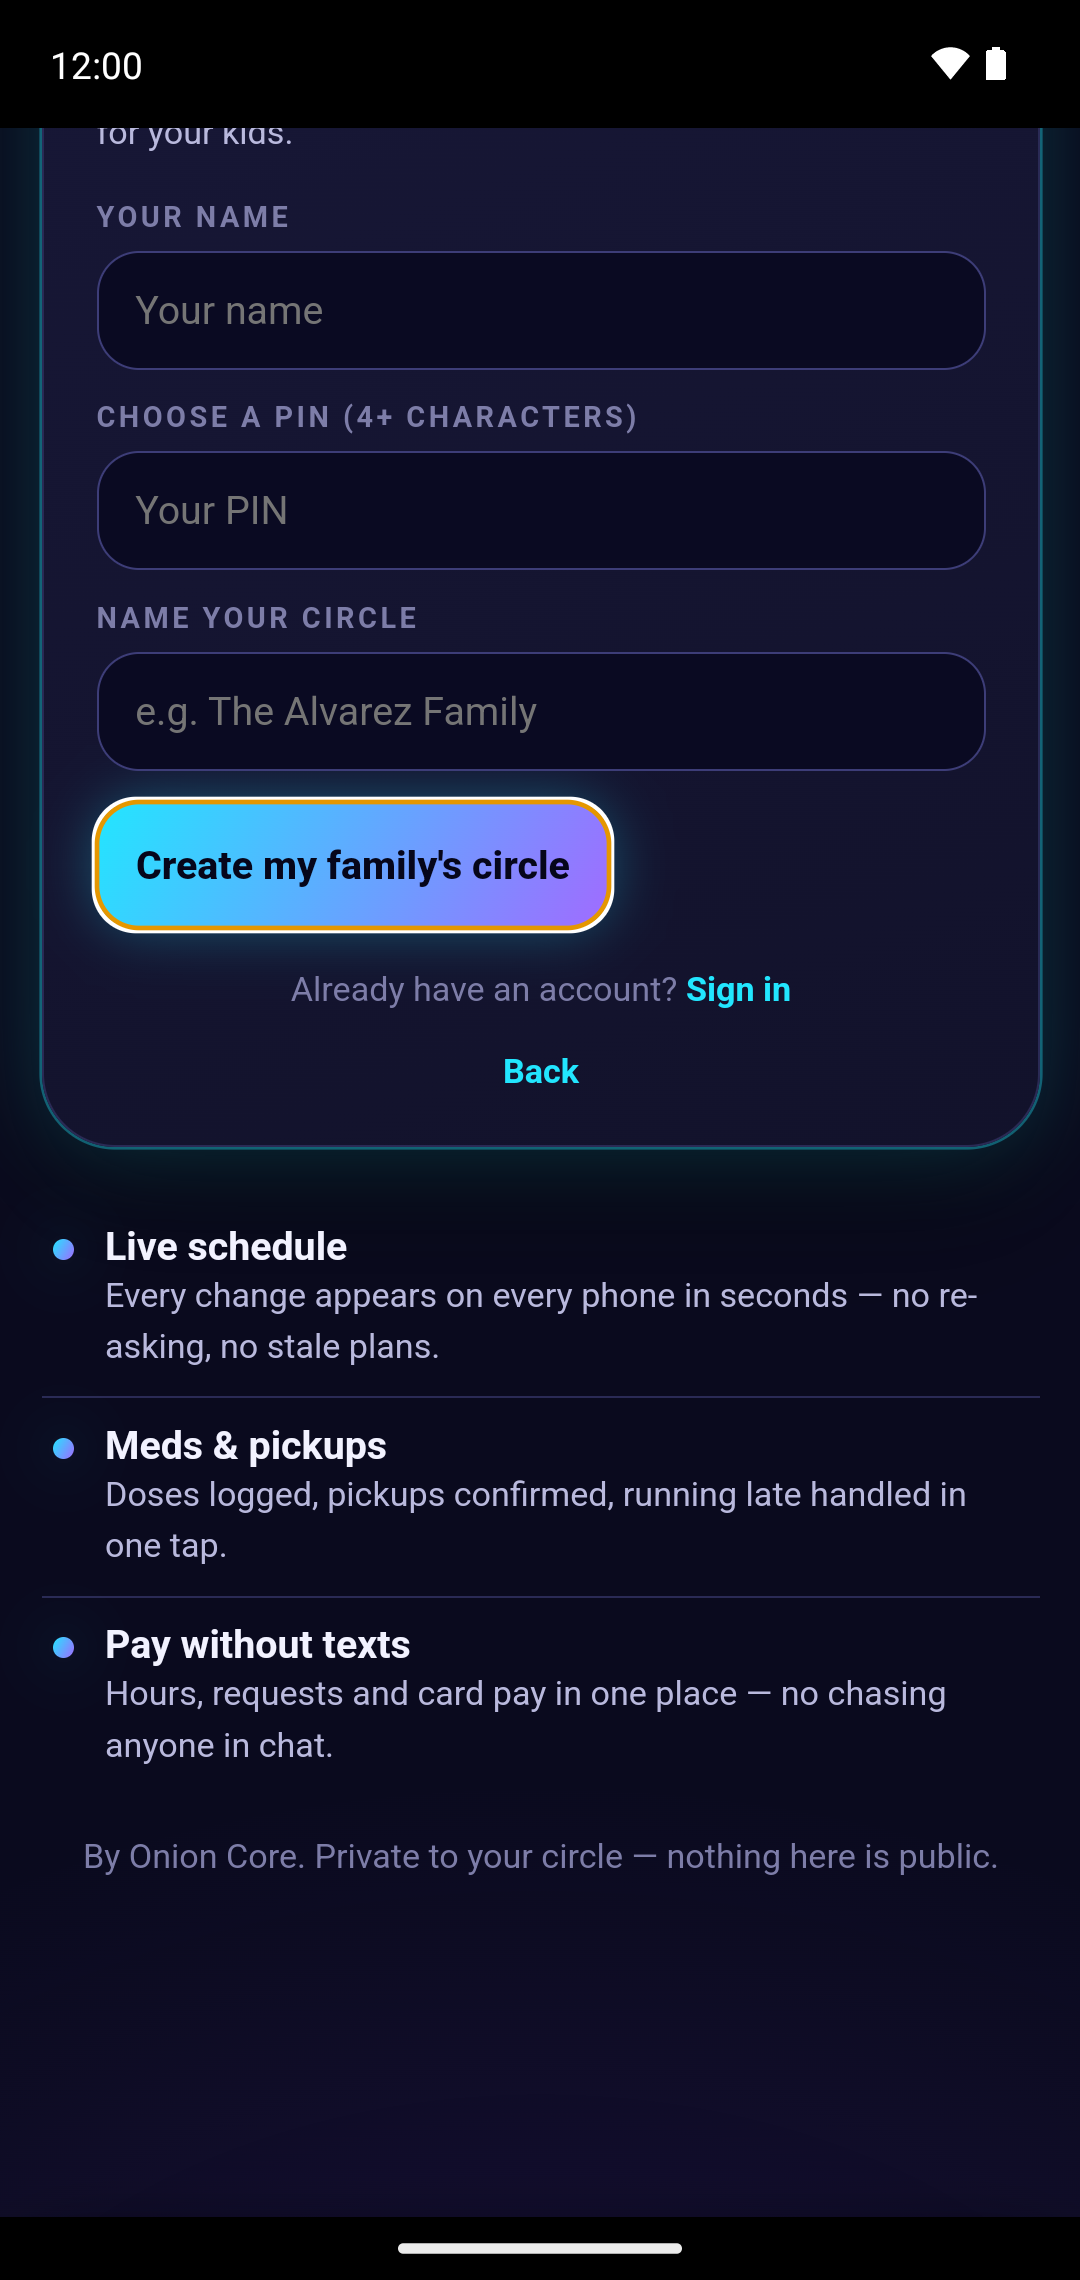 12:00
for your kids.
YOUR NAME
Your name
CHOOSE A PIN (4+ CHARACTERS)
Your PIN
NAME YOUR CIRCLE
e.g. The Alvarez Family
Create my family's circle
Already have an account? Sign in
Back
Live schedule
Every change appears on every phone in seconds — no re-
asking, no stale plans.
Meds & pickups
Doses logged, pickups confirmed, running late handled in
one tap.
Pay without texts
Hours, requests and card pay in one place — no chasing
anyone in chat.
By Onion Core. Private to your circle — nothing here is public.